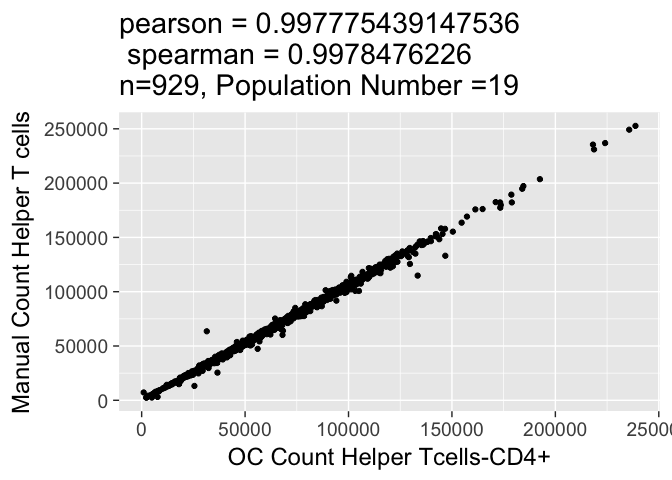 pearson = 0.997775439147536
spearman = 0.9978476226
n=929, Population Number =19
250000
200000
150000
100000
50000
0
Manual Count Helper T cells
0 50000 100000 150000 200000 25000
OC Count Helper Tcells-CD4+